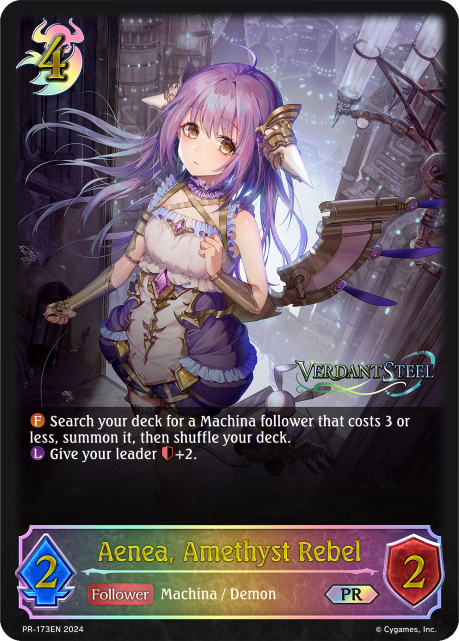 4
VERDANT STEEL
F Search your deck for a Machina follower that costs 3 or
less, summon it, then shuffle your deck.
L Give your leader +2.
Aenea, Amethyst Rebel
2
Follower Machina / Demon PR
2
PR-173EN 2024 © Cygames, Inc.